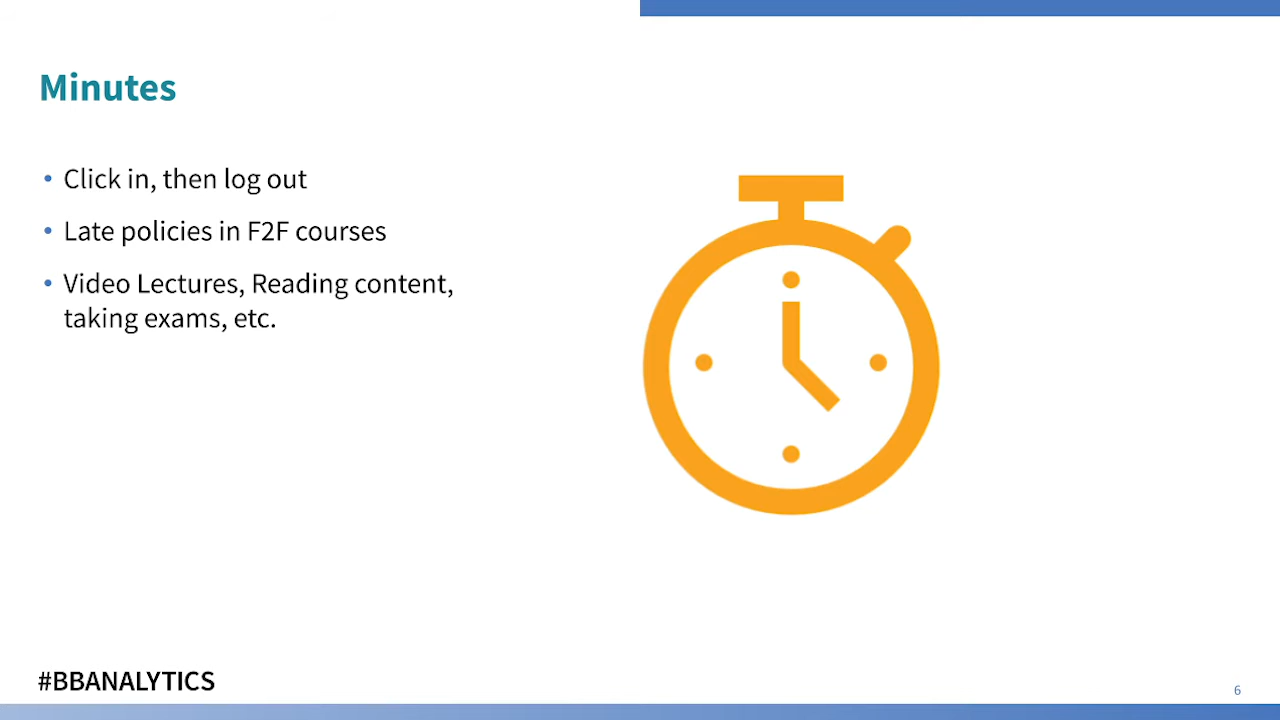 Minutes
• Click in, then log out
• Late policies in F2F courses
• Video Lectures, Reading content,
taking exams, etc.
#BBANALYTICS
6